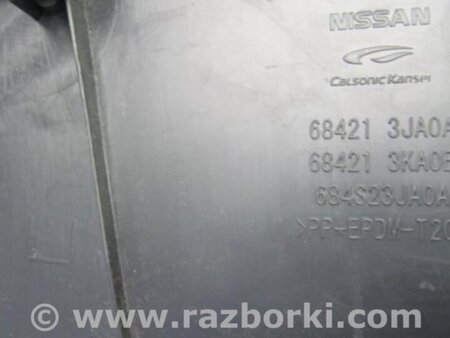 NISSAN
CALSONIC KANSEI
68421 3JA0A
68421 3KA0E
684S23JA0A
>PP-EPDM-T20
© www.razborki.com